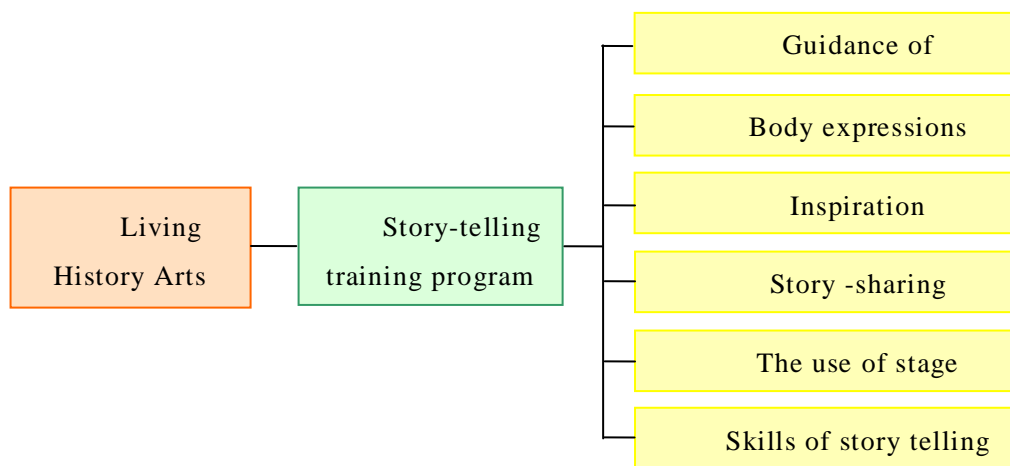 Living
History Arts
Story-telling
training program
Guidance of
Body expressions
Inspiration
Story -sharing
The use of stage
Skills of story telling